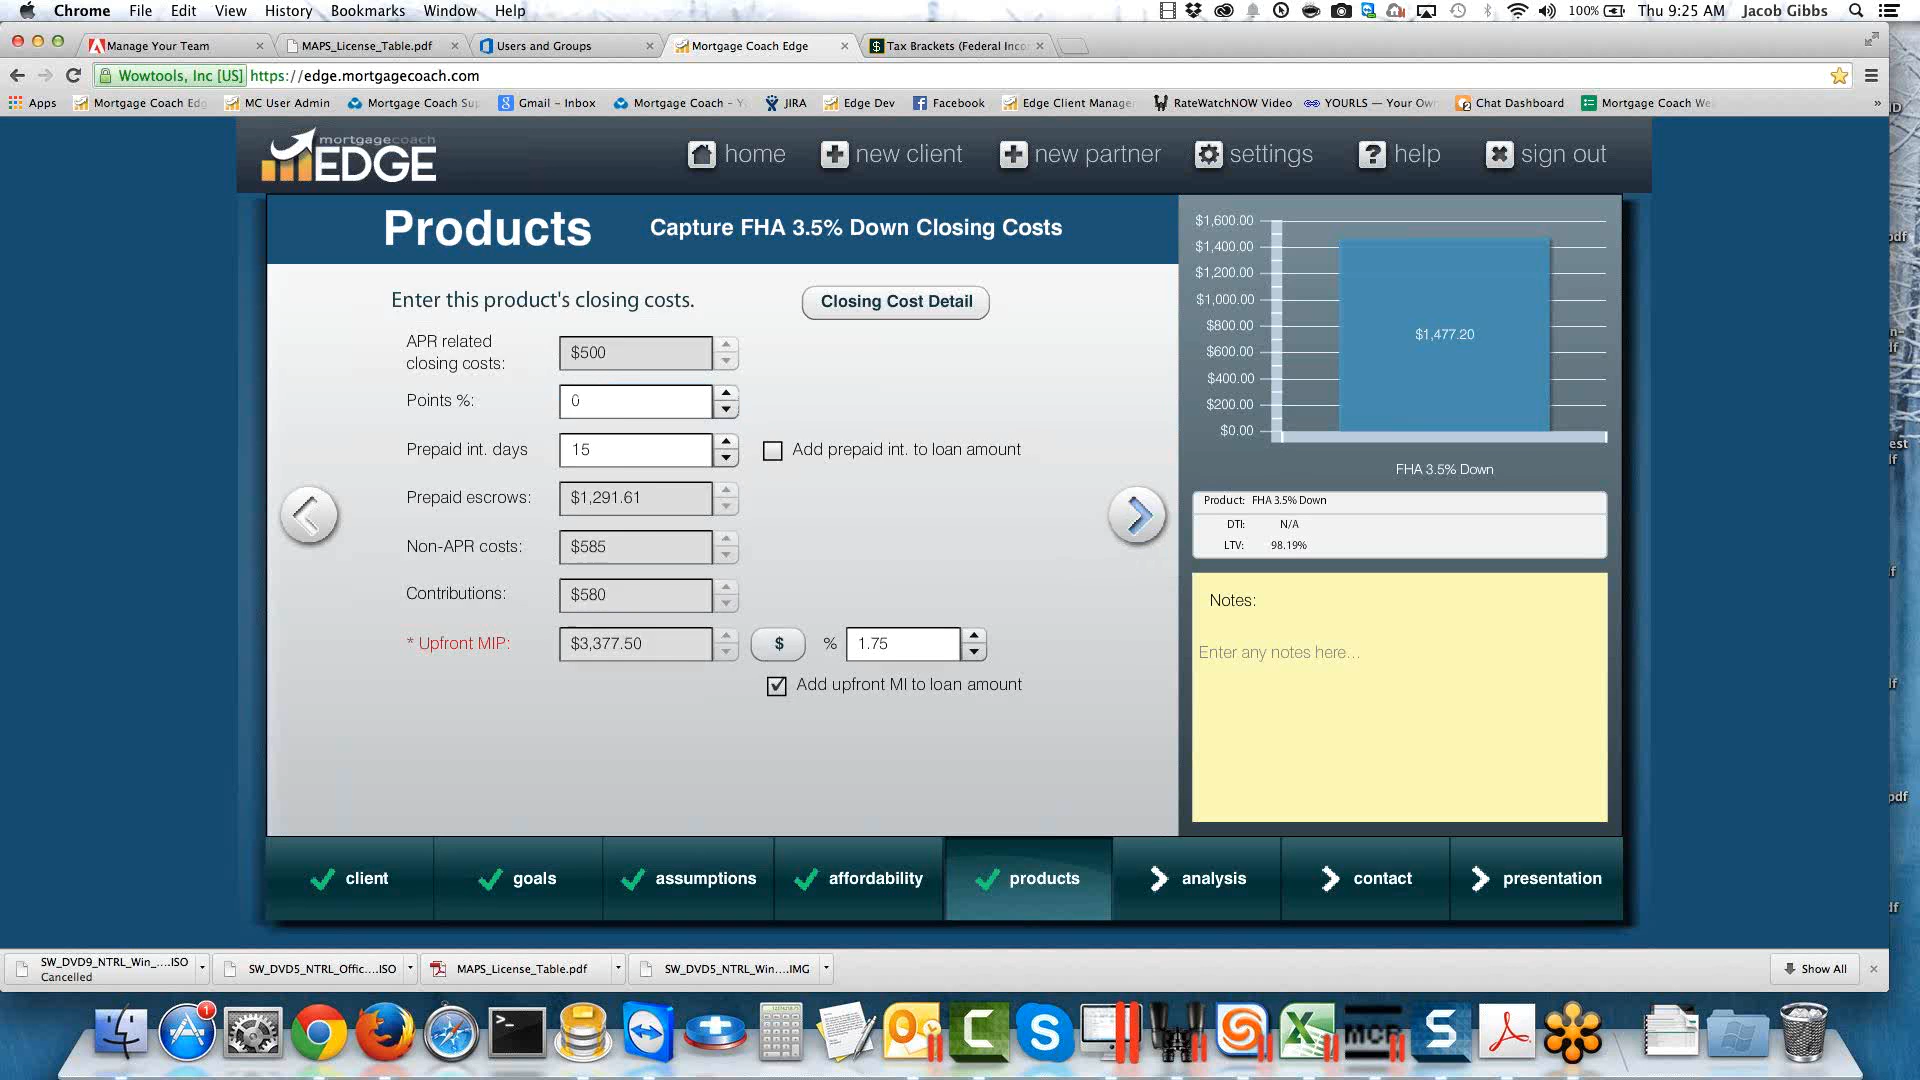 Chrome File Edit View History Bookmarks Window Help 100% Thu 9:25 AM Jacob Gibbs
Manage Your Team MAPS_License_Table.pdf Users and Groups Mortgage Coach Edge Tax Brackets (Federal Inco
Wowtools, Inc [US] https://edge.mortgagecoach.com
Apps Mortgage Coach Edg MC User Admin Mortgage Coach Sup Gmail – Inbox Mortgage Coach – Y JIRA Edge Dev Facebook Edge Client Manage RateWatchNOW Video YOURLS — Your Own Chat Dashboard Mortgage Coach We »
mortgagecoach
EDGE
home new client new partner settings help sign out
Products Capture FHA 3.5% Down Closing Costs
Enter this product's closing costs. Closing Cost Detail
APR related
closing costs: $500
Points %: 0
Prepaid int. days 15 Add prepaid int. to loan amount
Prepaid escrows: $1,291.61
Non-APR costs: $585
Contributions: $580
* Upfront MIP: $3,377.50 $ % 1.75
Add upfront MI to loan amount
$1,600.00
$1,400.00
$1,200.00
$1,000.00
$800.00
$600.00
$400.00
$200.00
$0.00
$1,477.20
FHA 3.5% Down
Product: FHA 3.5% Down
DTI: N/A
LTV: 98.19%
Notes:
Enter any notes here...
client goals assumptions affordability products analysis contact presentation
SW_DVD9_NTRL_Win_....ISO
Cancelled
SW_DVD5_NTRL_Offic....ISO
MAPS_License_Table.pdf
SW_DVD5_NTRL_Win....IMG
Show All
1
MCR